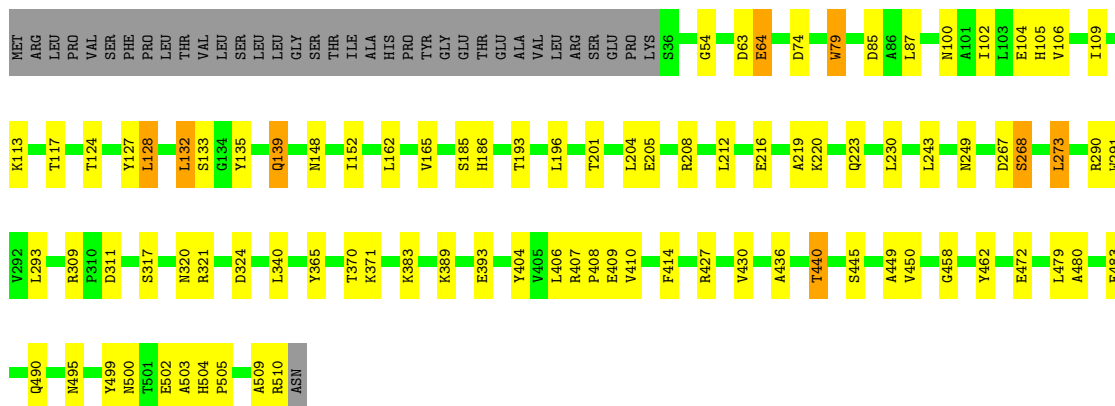 MET ARG LEU PRO PRO VAL SER PHE PRO LEU THR VAL LEU SER LEU LEU GLY SER THR ILE ALA HIS PRO TYR GLY GLU THR GLU ALA VAL LEU ARG SER GLU PRO LYS S36 G54 D63 E64 D74 W79 D85 A86 L87 N100 A101 I102 L103 E104 H105 V106 I109
K113 T117 T124 Y127 L128 L132 S133 G134 Y135 Q139 N148 I152 L162 V165 S185 H186 T193 L196 T201 L204 E205 R208 L212 E216 A219 K220 Q223 L230 L243 N249 D267 S268 L273 R290
V292 L293 R309 P310 D311 S317 N320 R321 D324 L340 Y365 T370 K371 K383 K389 E393 Y404 V405 L406 R407 P408 E409 V410 F414 R427 V430 A436 T440 S445 A449 V450 G458 Y462 E472 L479 A480
Q490 N495 Y499 N500 T501 E502 A503 H504 P505 A509 R510 ASN